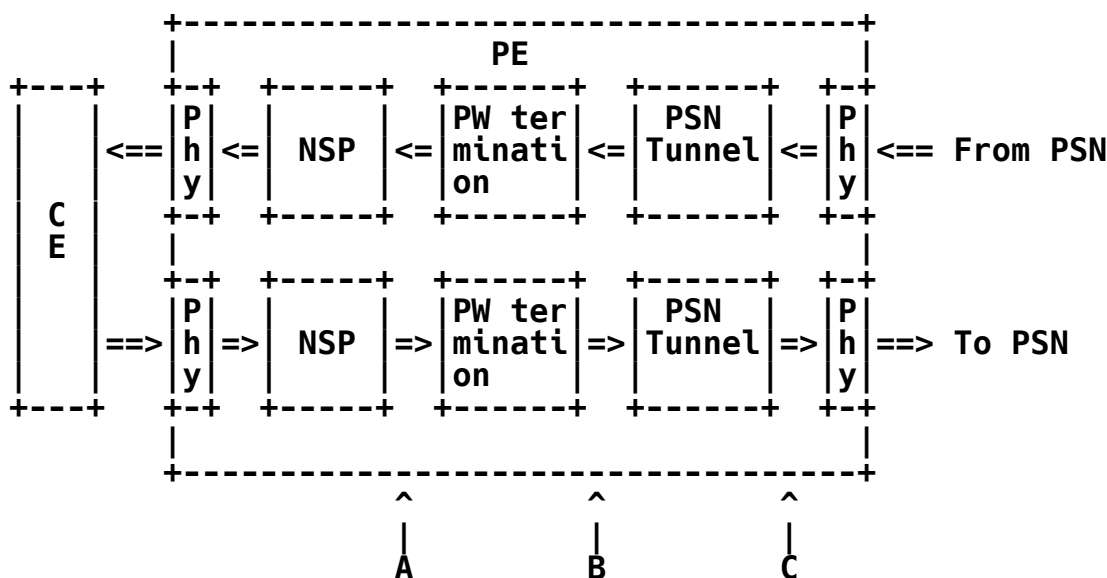 +------------------------------------+
|                PE                  |
+---+   +-+  +-----+  +------+  +------+  +-+
|   |   |P|  |     |  |PW ter|  | PSN  |  |P|
|   |<==|h|<=| NSP |<=|minati|<=|Tunnel|<=|h|<== From PSN
|   |   |y|  |     |  |on    |  |      |  |y|
| C |   +-+  +-----+  +------+  +------+  +-+
| E |   |                                   |
|   |   +-+  +-----+  +------+  +------+  +-+
|   |   |P|  |     |  |PW ter|  | PSN  |  |P|
|   |==>|h|=>| NSP |=>|minati|=>|Tunnel|=>|h|==> To PSN
|   |   |y|  |     |  |on    |  |      |  |y|
+---+   +-+  +-----+  +------+  +------+  +-+
|                                   |
+-----------------------------------+
^         ^         ^
|         |         |
A         B         C